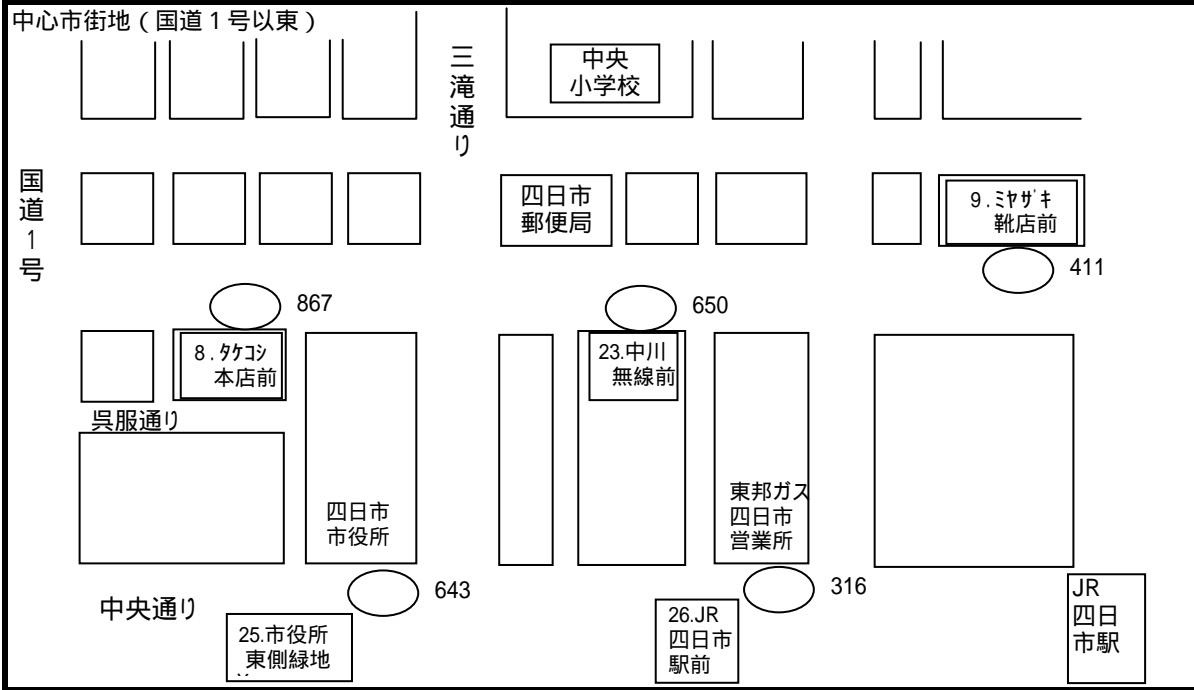 中心市街地（国道１号以東）
三滝通り
中央
小学校
国道１号
四日市
郵便局
9.ﾐﾔｻﾞｷ
靴店前
411
867
650
8.ﾀｹｺｼ
本店前
23.中川
無線前
呉服通り
四日市
市役所
東邦ガス
四日市
営業所
643
316
中央通り
25.市役所
東側緑地
26.JR
四日市
駅前
JR
四日
市駅